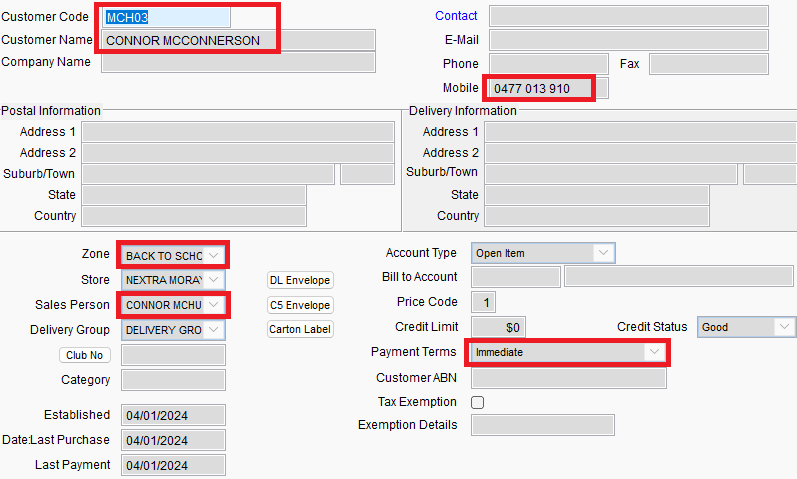 Customer Code MCH03 Contact
Customer Name CONNOR MCCONNERSON E-Mail
Company Name Phone Fax
Mobile 0477 013 910
Postal Information Delivery Information
Address 1 Address 1
Address 2 Address 2
Suburb/Town Suburb/Town
State State
Country Country
Zone BACK TO SCHO Account Type Open Item
Store NEXTRA MORAY DL Envelope Bill to Account
Sales Person CONNOR MCHU C5 Envelope Price Code 1
Delivery Group DELIVERY GRO Carton Label Credit Limit $0 Credit Status Good
Club No Payment Terms Immediate
Category Customer ABN
Tax Exemption
Established 04/01/2024 Exemption Details
Date:Last Purchase 04/01/2024
Last Payment 04/01/2024